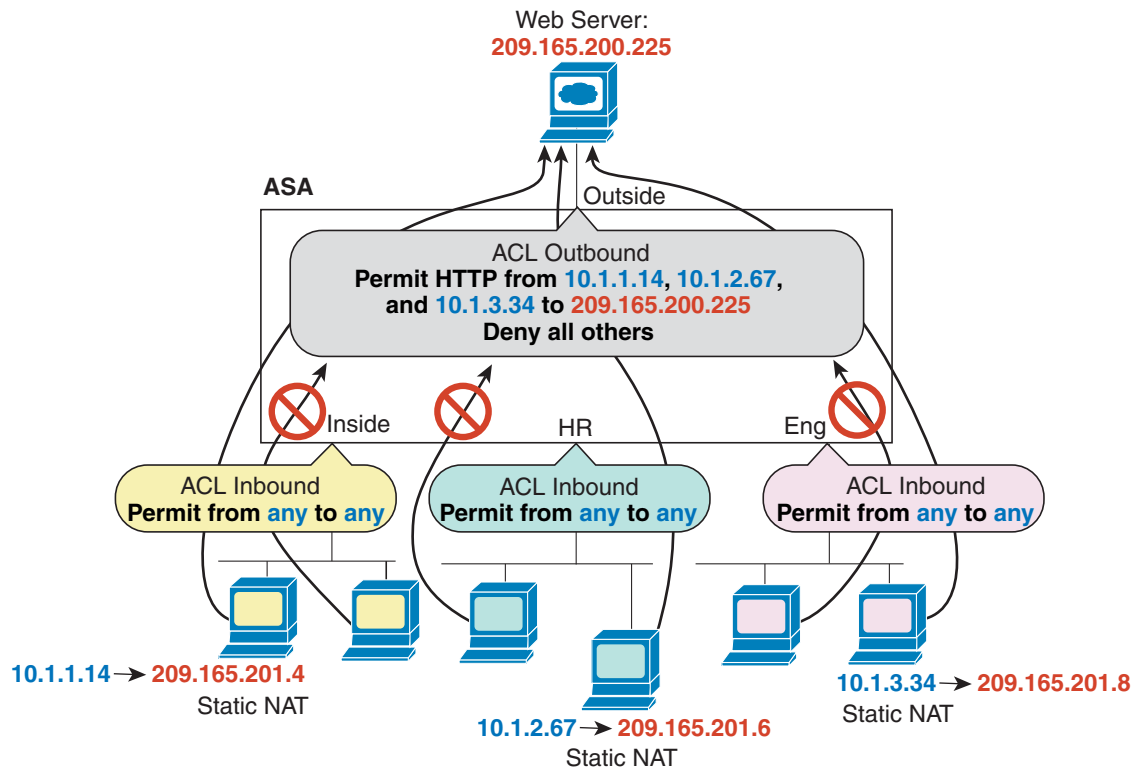 Web Server:
209.165.200.225
ASA
Outside
ACL Outbound
Permit HTTP from 10.1.1.14, 10.1.2.67,
and 10.1.3.34 to 209.165.200.225
Deny all others
Inside
HR
Eng
ACL Inbound
Permit from any to any
ACL Inbound
Permit from any to any
ACL Inbound
Permit from any to any
10.1.1.14 209.165.201.4
Static NAT
10.1.2.67 209.165.201.6
Static NAT
10.1.3.34 209.165.201.8
Static NAT